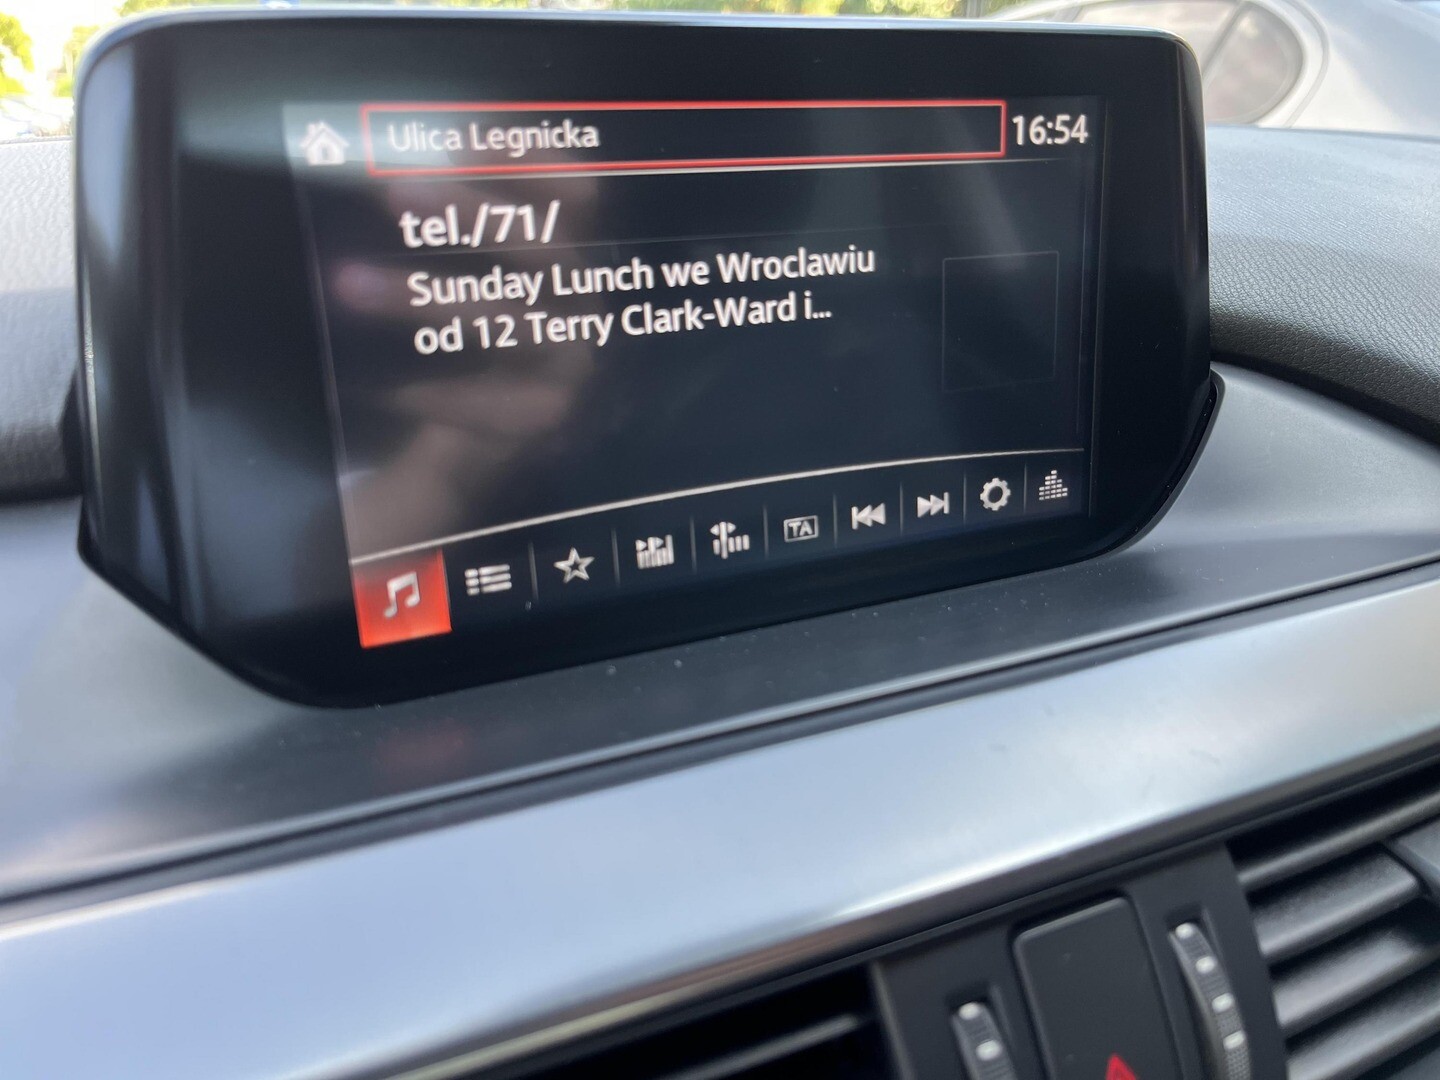 Ulica Legnicka
16:54
tel./71/
Sunday Lunch we Wroclawiu
od 12 Terry Clark-Ward i...
TA